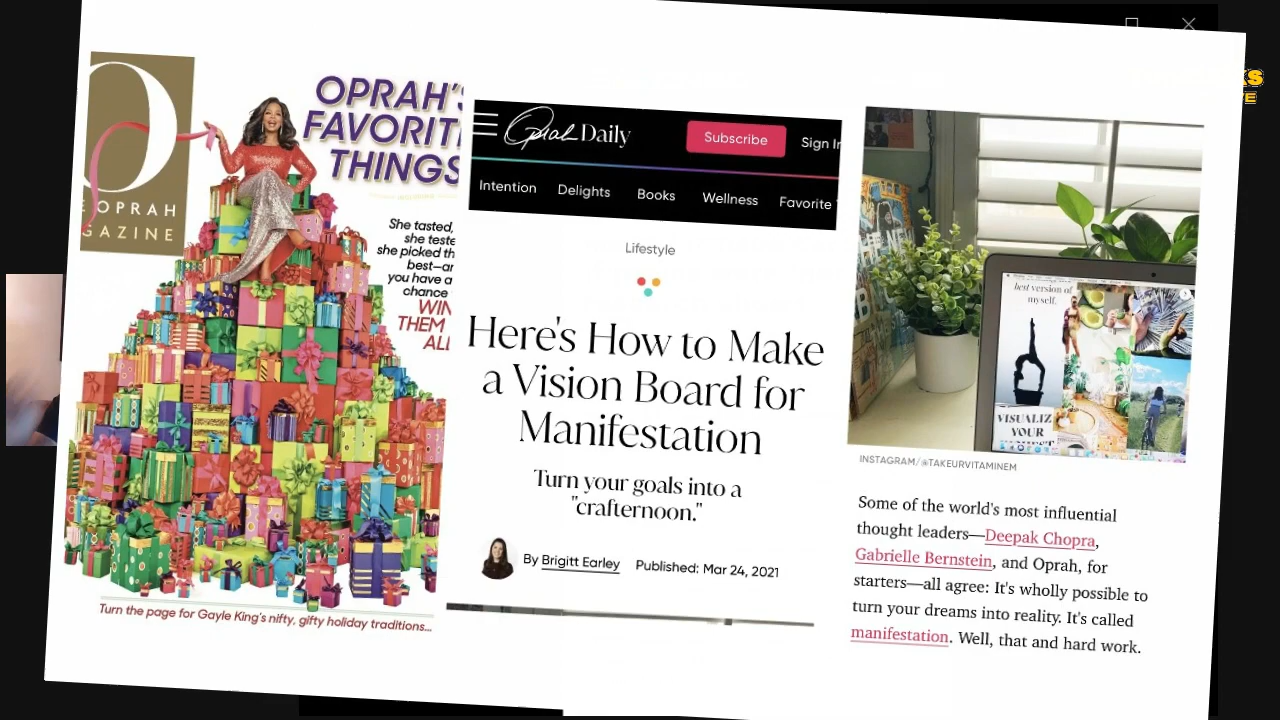 O
OPRAH
GAZINE
OPRAH'S
FAVORIT
THINGS
She tasted,
she teste
she picked th
best—an
you have a
chance
WIN
THEM
ALL
Turn the page for Gayle King's nifty, gifty holiday traditions...
Oprah Daily
Subscribe
Sign In
Intention
Delights
Books
Wellness
Favorite
Lifestyle
Here's How to Make
a Vision Board for
Manifestation
Turn your goals into a
"crafternoon."
By Brigitt Earley
Published: Mar 24, 2021
best version of
myself.
VISUALIZ
YOUR
INSTAGRAM/@TAKEURVITAMINEM
Some of the world's most influential
thought leaders—Deepak Chopra,
Gabrielle Bernstein, and Oprah, for
starters—all agree: It's wholly possible to
turn your dreams into reality. It's called
manifestation. Well, that and hard work.